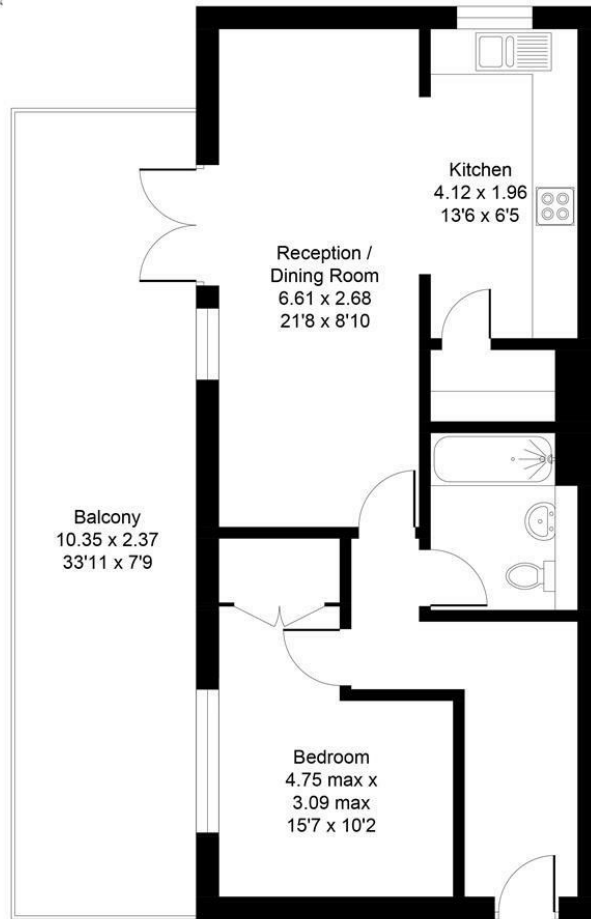 Kitchen
4.12 x 1.96
13'6 x 6'5
Reception /
Dining Room
6.61 x 2.68
21'8 x 8'10
Balcony
10.35 x 2.37
33'11 x 7'9
Bedroom
4.75 max x
3.09 max
15'7 x 10'2